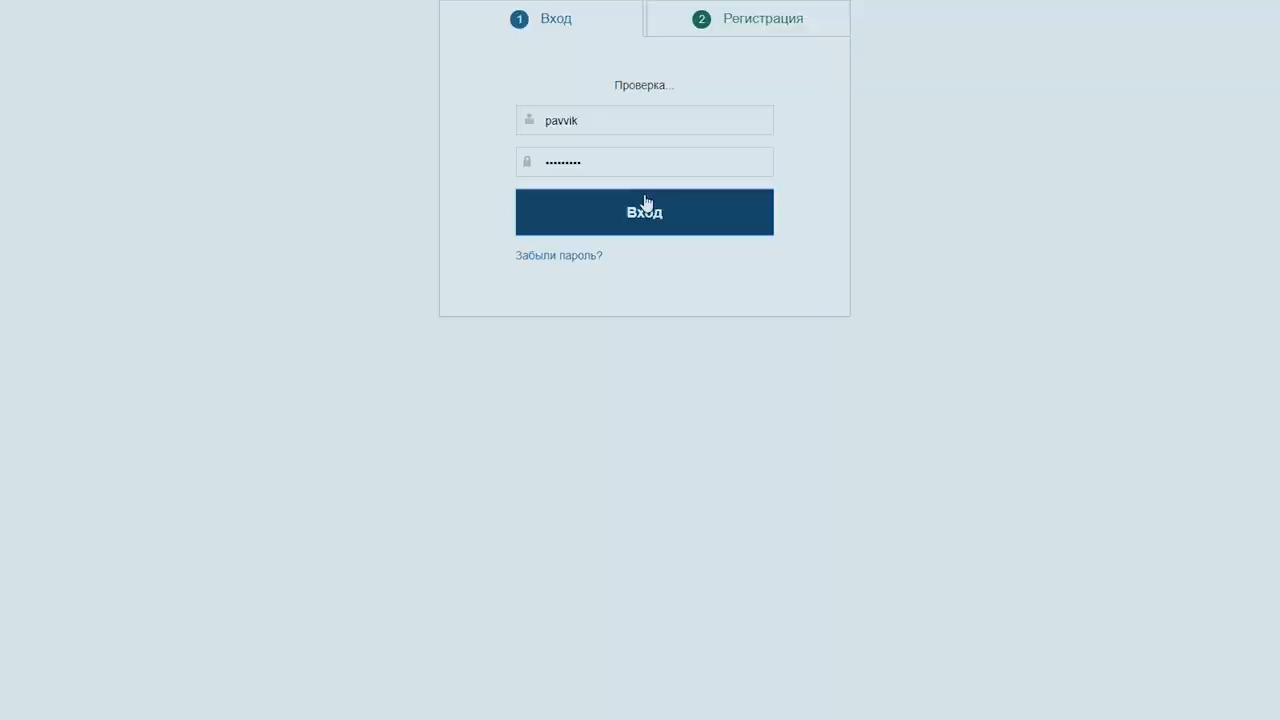 1 Вход
2 Регистрация
Проверка...
pavvik
•••••••••
Вход
Забыли пароль?